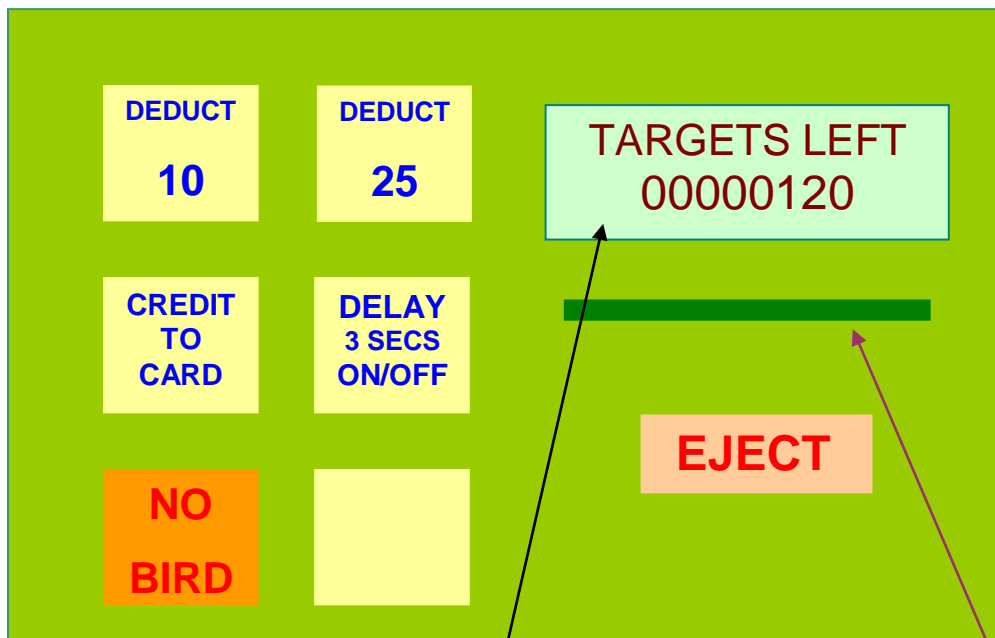 DEDUCT
10
DEDUCT
25
TARGETS LEFT
00000120
CREDIT
TO
CARD
DELAY
3 SECS
ON/OFF
EJECT
NO
BIRD